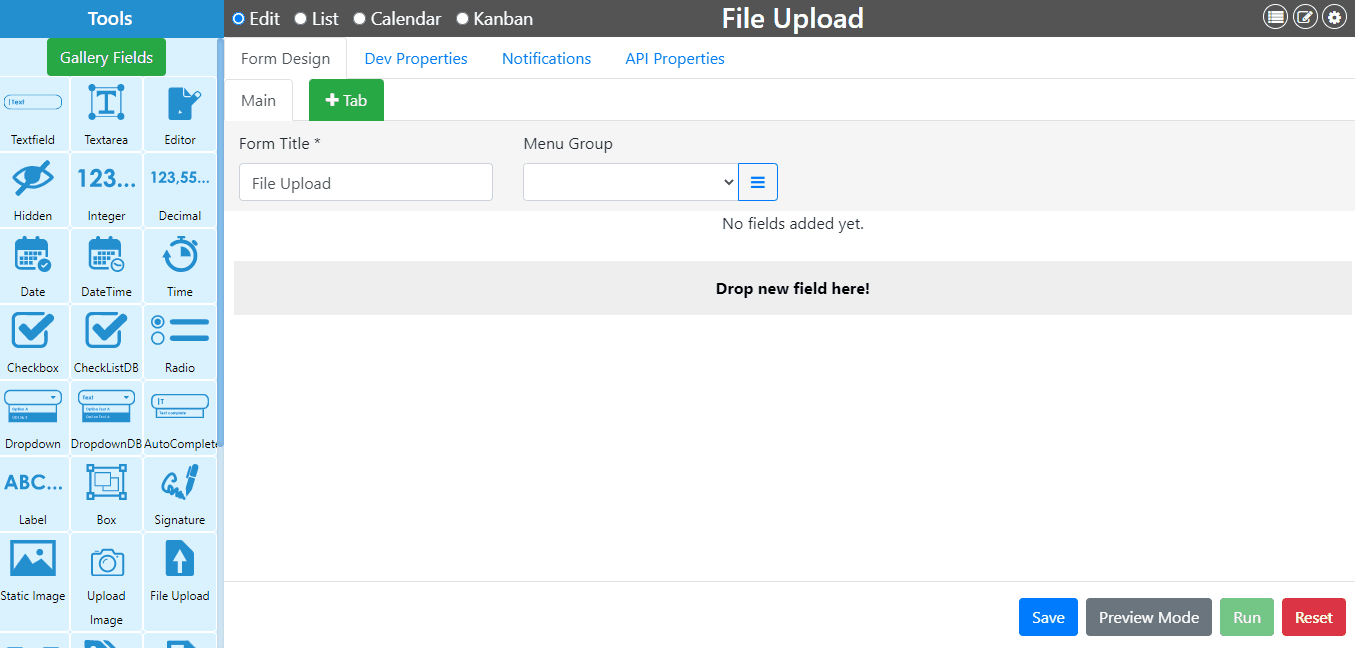 Tools
Edit List Calendar Kanban
File Upload
Gallery Fields
Form Design Dev Properties Notifications API Properties
Main Tab
Form Title * Menu Group
File Upload
No fields added yet.
Drop new field here!
Text
Textfield Textarea Editor
123... 123,55...
Hidden Integer Decimal
Date DateTime Time
Checkbox CheckListDB Radio
Text
Dropdown DropdownDB AutoComplete
ABC...
Label Box Signature
Static Image Upload Image File Upload
Save Preview Mode Run Reset